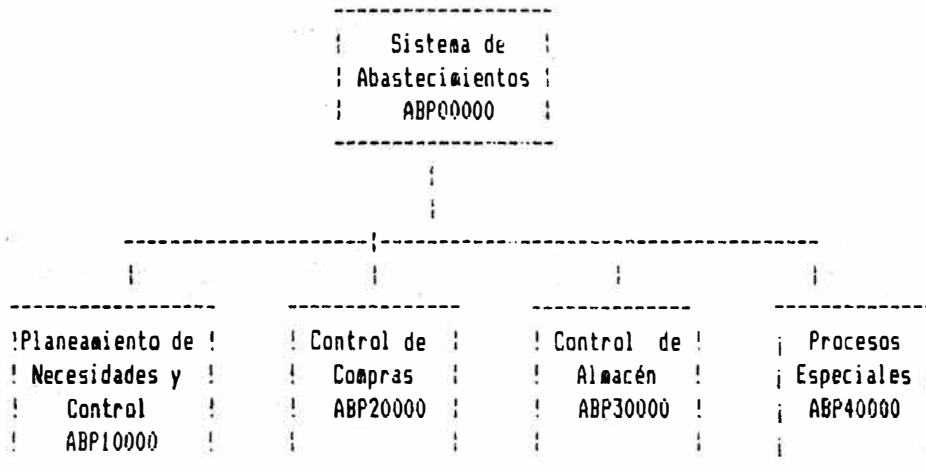 Sistema de
Abastecimientos
ABP00000
Planeamiento de
Necesidades y
Control
ABP10000
Control de
Compras
ABP20000
Control de
Almacén
ABP30000
Procesos
Especiales
ABP40000